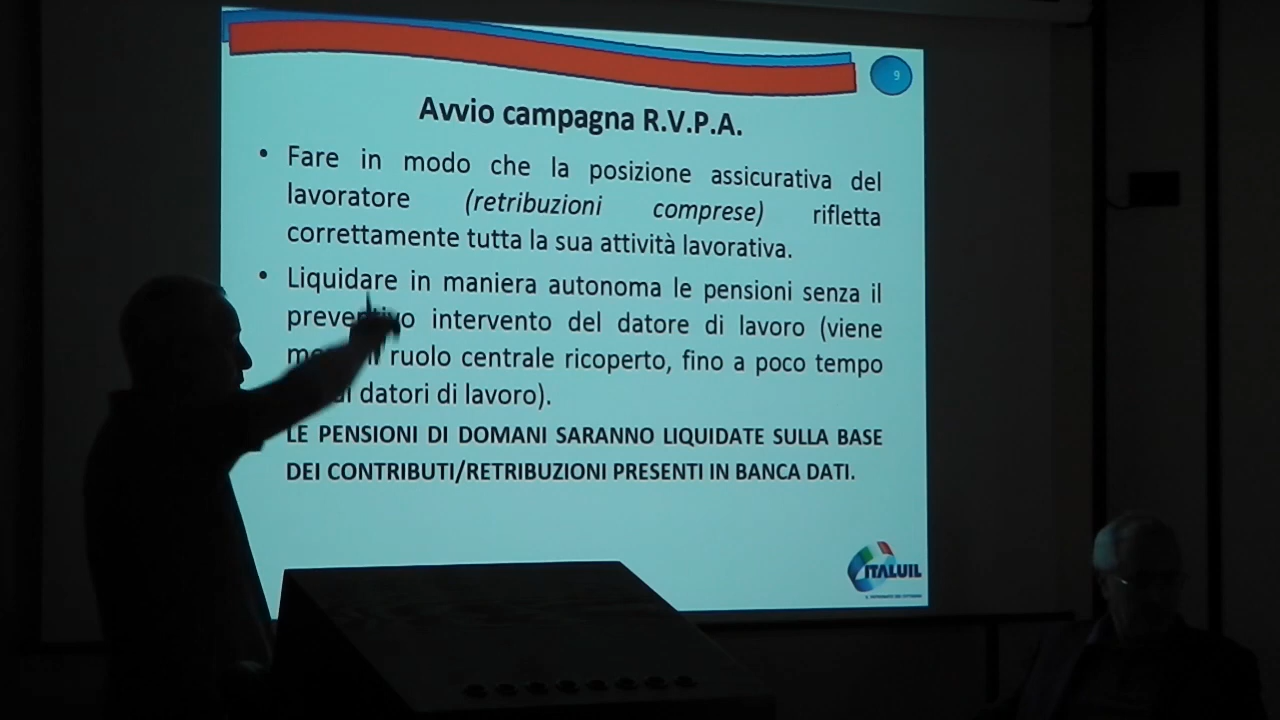 9
Avvio campagna R.V.P.A.
• Fare in modo che la posizione assicurativa del
lavoratore (retribuzioni comprese) rifletta
correttamente tutta la sua attività lavorativa.
• Liquidare in maniera autonoma le pensioni senza il
preventivo intervento del datore di lavoro (viene
ruolo centrale ricoperto, fino a poco tempo
datori di lavoro).
LE PENSIONI DI DOMANI SARANNO LIQUIDATE SULLA BASE
DEI CONTRIBUTI/RETRIBUZIONI PRESENTI IN BANCA DATI.
ITALUIL